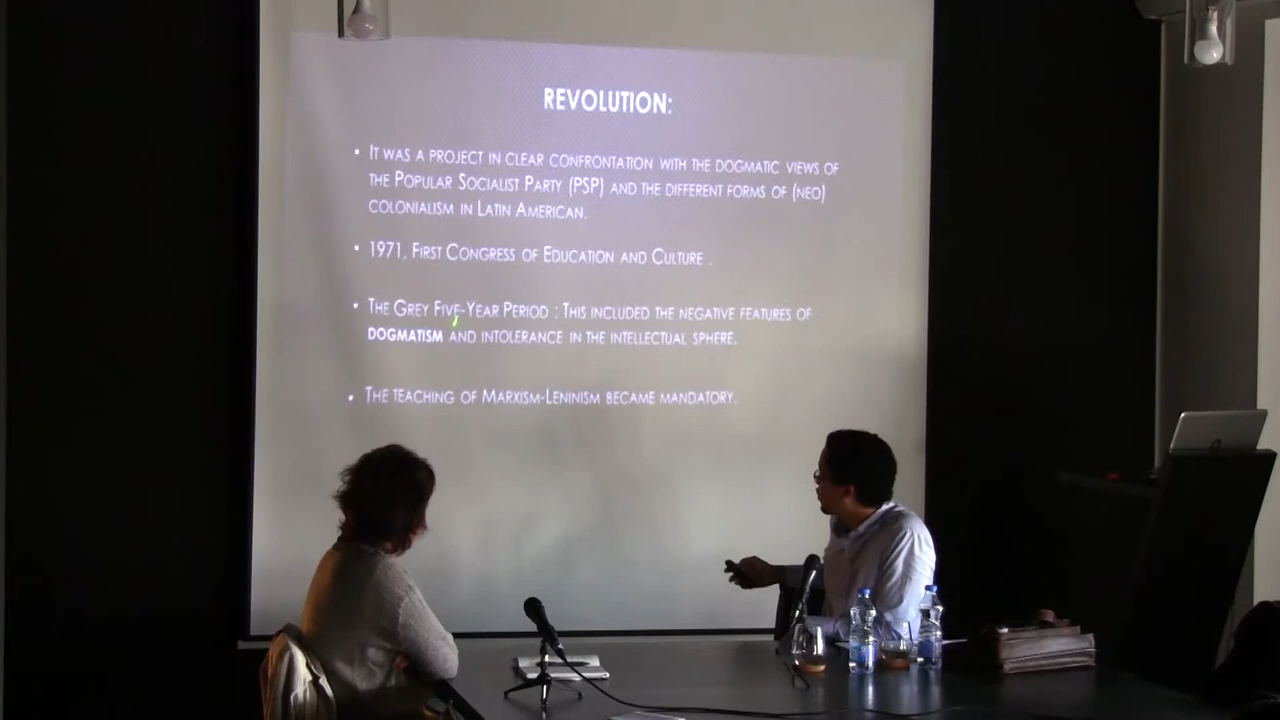 REVOLUTION:
• IT WAS A PROJECT IN CLEAR CONFRONTATION WITH THE DOGMATIC VIEWS OF
THE POPULAR SOCIALIST PARTY (PSP) AND THE DIFFERENT FORMS OF (NEO)
COLONIALISM IN LATIN AMERICAN.
• 1971, FIRST CONGRESS OF EDUCATION AND CULTURE .
• THE GREY FIVE-YEAR PERIOD : THIS INCLUDED THE NEGATIVE FEATURES OF
DOGMATISM AND INTOLERANCE IN THE INTELLECTUAL SPHERE.
• THE TEACHING OF MARXISM-LENINISM BECAME MANDATORY.